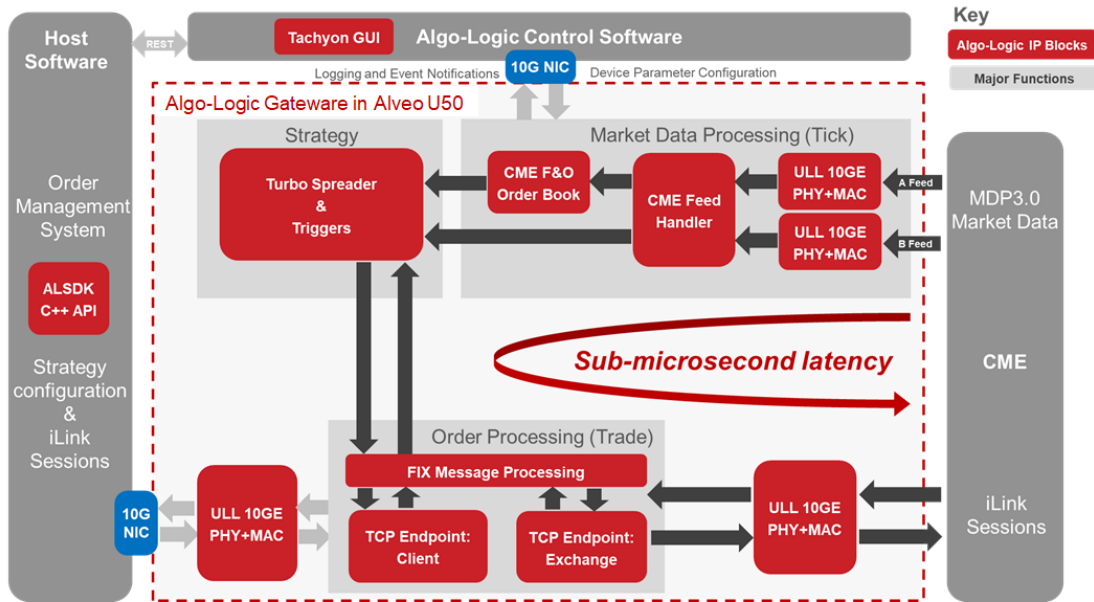 Key
Algo-Logic IP Blocks
Major Functions
Host
Software
REST
Tachyon GUI
Algo-Logic Control Software
Logging and Event Notifications
10G NIC
Device Parameter Configuration
Algo-Logic Gateware in Alveo U50
Strategy
Turbo Spreader
&
Triggers
Market Data Processing (Tick)
CME F&O
Order Book
CME Feed
Handler
ULL 10GE
PHY+MAC
A Feed
ULL 10GE
PHY+MAC
B Feed
MDP3.0
Market Data
Order
Management
System
ALSDK
C++ API
Strategy
configuration
&
iLink
Sessions
Sub-microsecond latency
CME
Order Processing (Trade)
FIX Message Processing
10G
NIC
ULL 10GE
PHY+MAC
TCP Endpoint:
Client
TCP Endpoint:
Exchange
ULL 10GE
PHY+MAC
iLink
Sessions